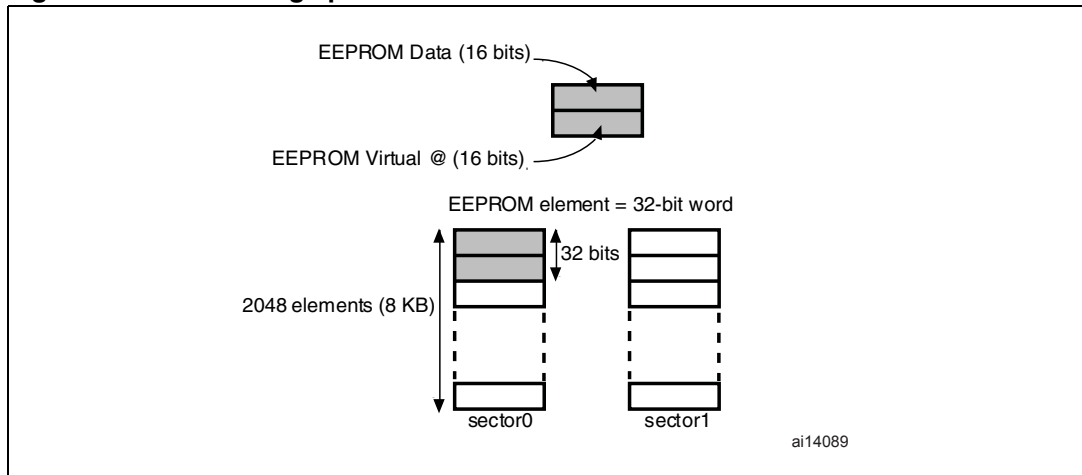 EEPROM Data (16 bits)
EEPROM Virtual @ (16 bits)
EEPROM element = 32-bit word
32 bits
2048 elements (8 KB)
sector0
sector1
ai14089